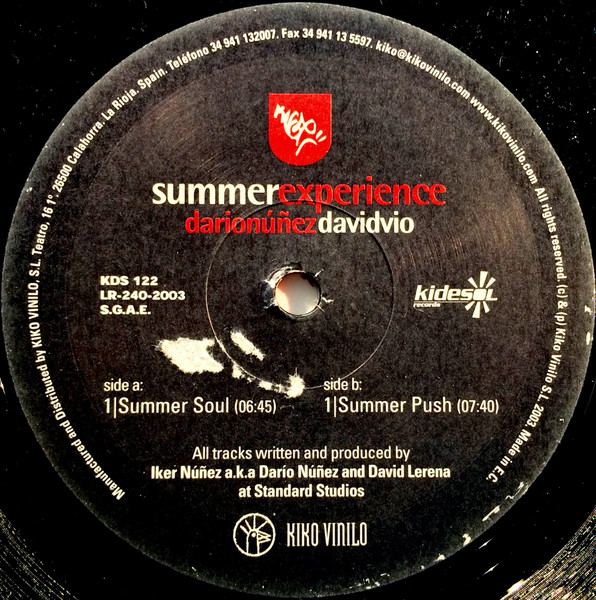 Manufactured and Distributed by KIKO VINILO, S.L. Teatro, 16 1º. 26500 Calahorra. La Rioja. Spain. Teléfono 34 941 132007. Fax 34 941 13 5597. kiko@kikovinilo.com www.kikovinilo.com All rights reserved. (c) & (p) Kiko Vinilo S.L. 2003. Made in E.C.
summerexperience
darionúñezdavidvio
KDS 122
LR-240-2003
S.G.A.E.
kidesol
records
side a:
1|Summer Soul (06:45)
side b:
1|Summer Push (07:40)
All tracks written and produced by
Iker Núñez a.k.a Darío Núñez and David Lerena
at Standard Studios
KIKO VINILO